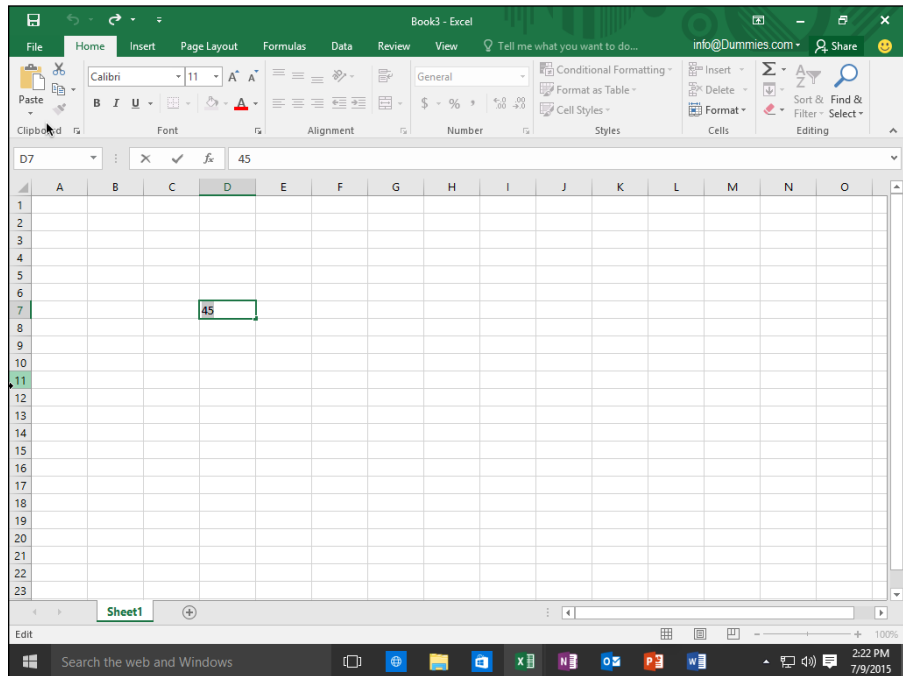 Book3 - Excel
File Home Insert Page Layout Formulas Data Review View Tell me what you want to do... info@Dummies.com Share
Calibri 11 A A General Conditional Formatting Insert Σ A Z
Paste B I U A $ % , Format as Table Delete Sort & Find &
Cell Styles Format Filter Select
Clipboard Font Alignment Number Styles Cells Editing
D7 fx 45
A B C D E F G H I J K L M N O
1
2
3
4
5
6
7 45
8
9
10
11
12
13
14
15
16
17
18
19
20
21
22
23
Sheet1
Edit 100%
Search the web and Windows 2:22 PM
7/9/2015